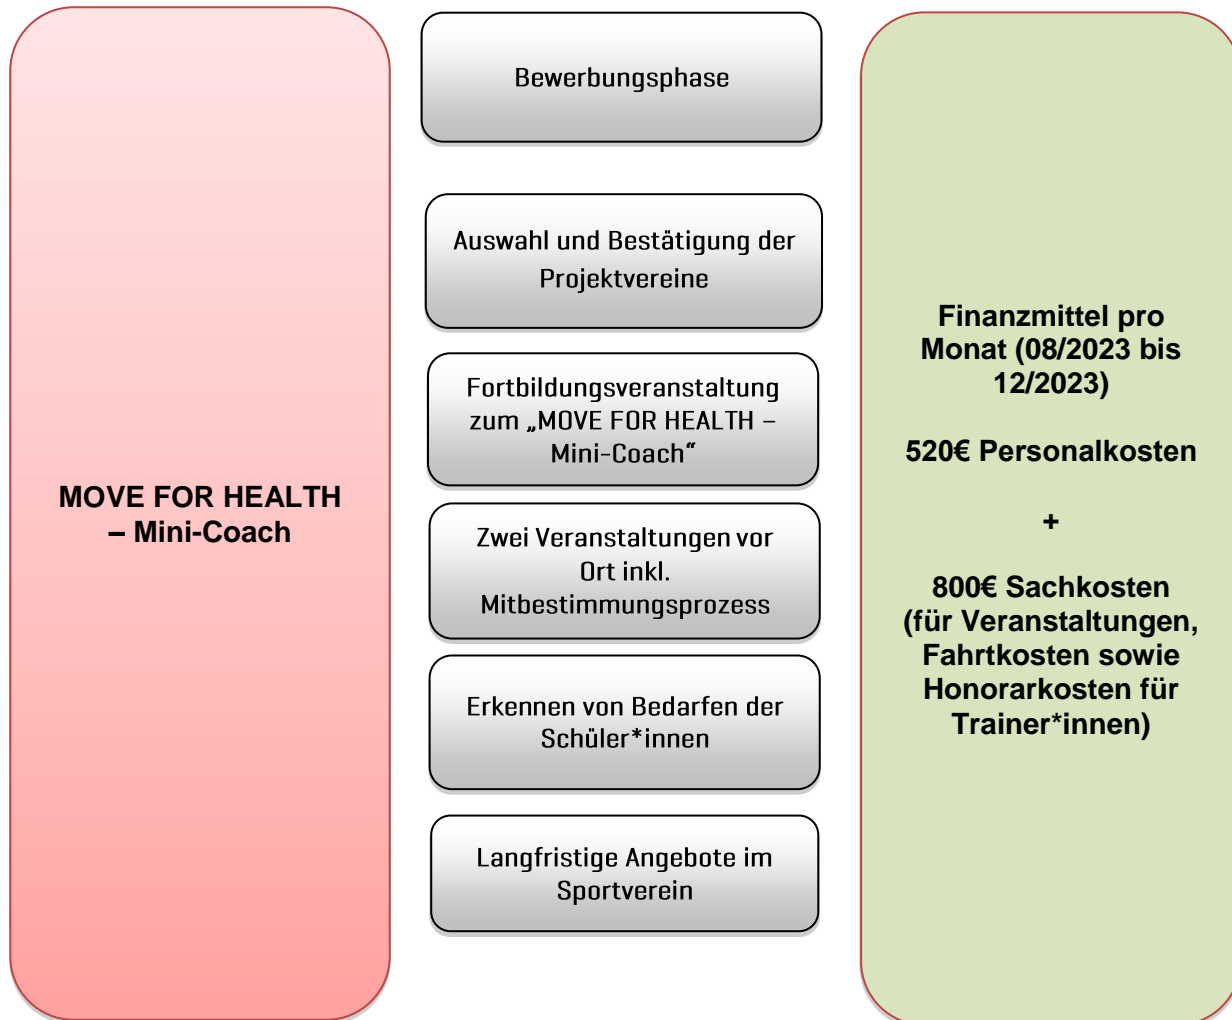 MOVE FOR HEALTH
– Mini-Coach
Bewerbungsphase
Auswahl und Bestätigung der
Projektvereine
Fortbildungsveranstaltung
zum „MOVE FOR HEALTH –
Mini-Coach“
Zwei Veranstaltungen vor
Ort inkl.
Mitbestimmungsprozess
Erkennen von Bedarfen der
Schüler*innen
Langfristige Angebote im
Sportverein
Finanzmittel pro
Monat (08/2023 bis
12/2023)
520€ Personalkosten
+
800€ Sachkosten
(für Veranstaltungen,
Fahrtkosten sowie
Honorarkosten für
Trainer*innen)